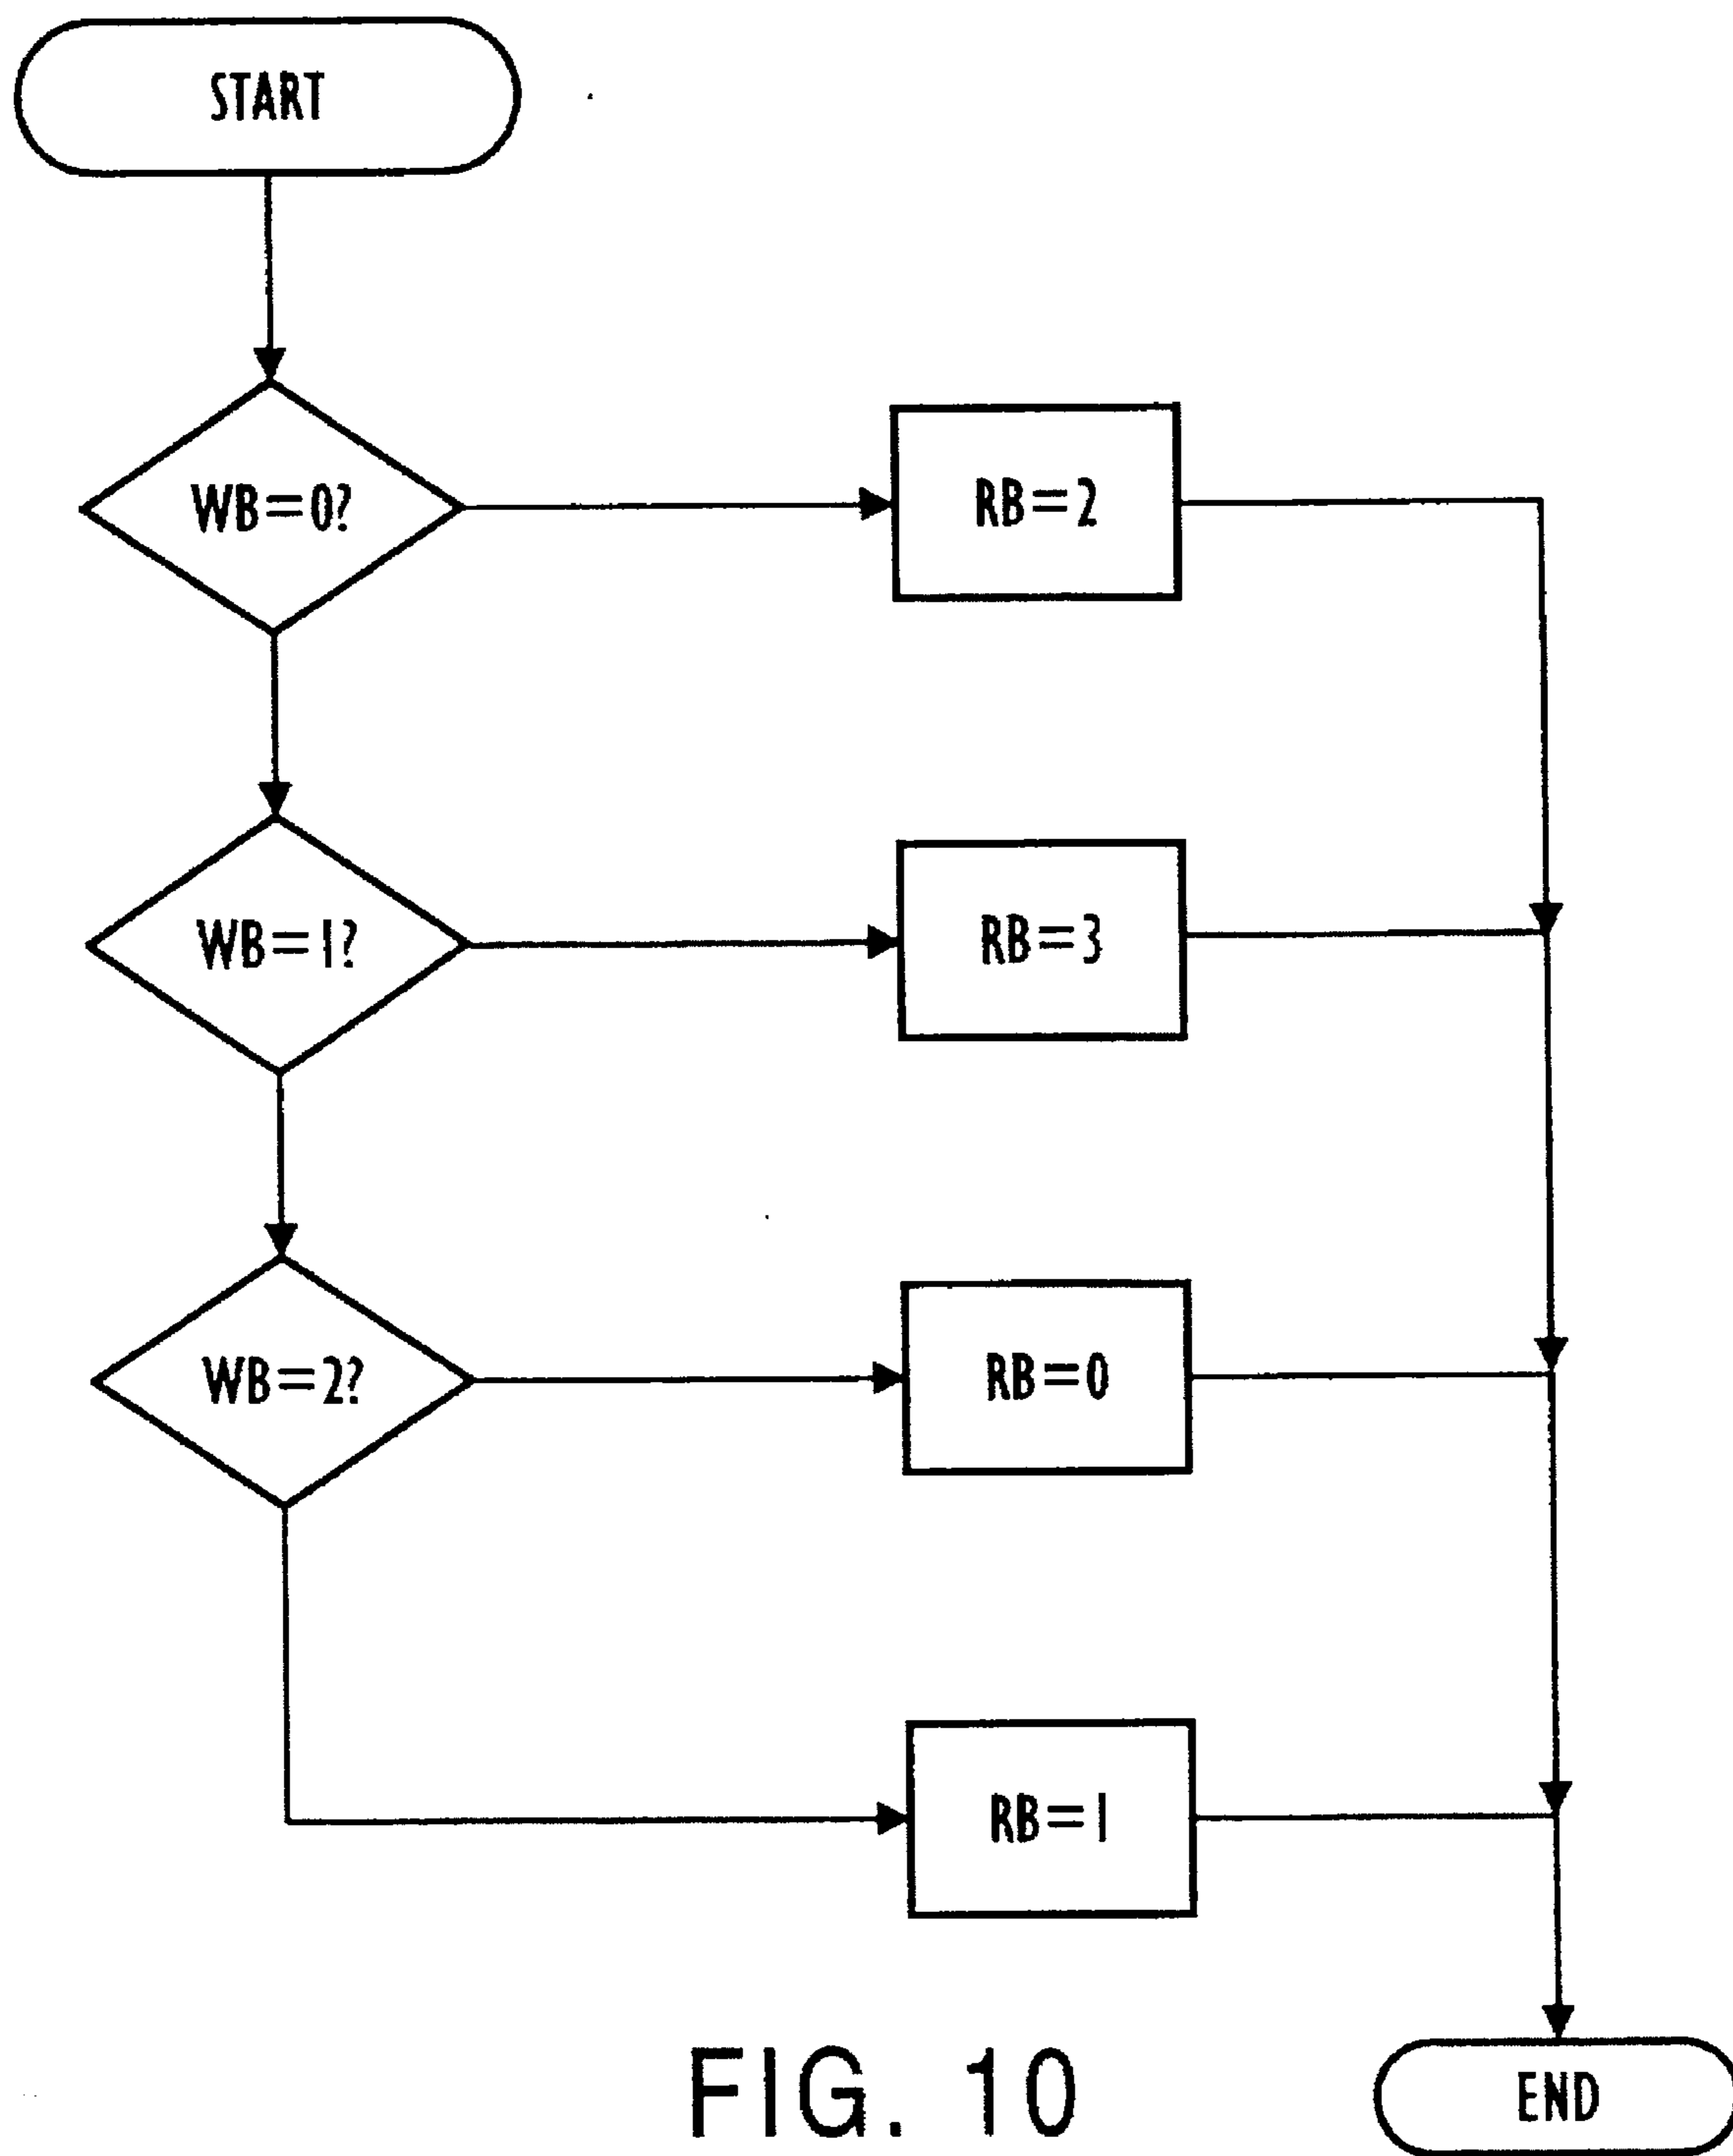 START
WB=0?
RB=2
WB=1?
RB=3
WB=2?
RB=0
RB=1
FIG. 10
END